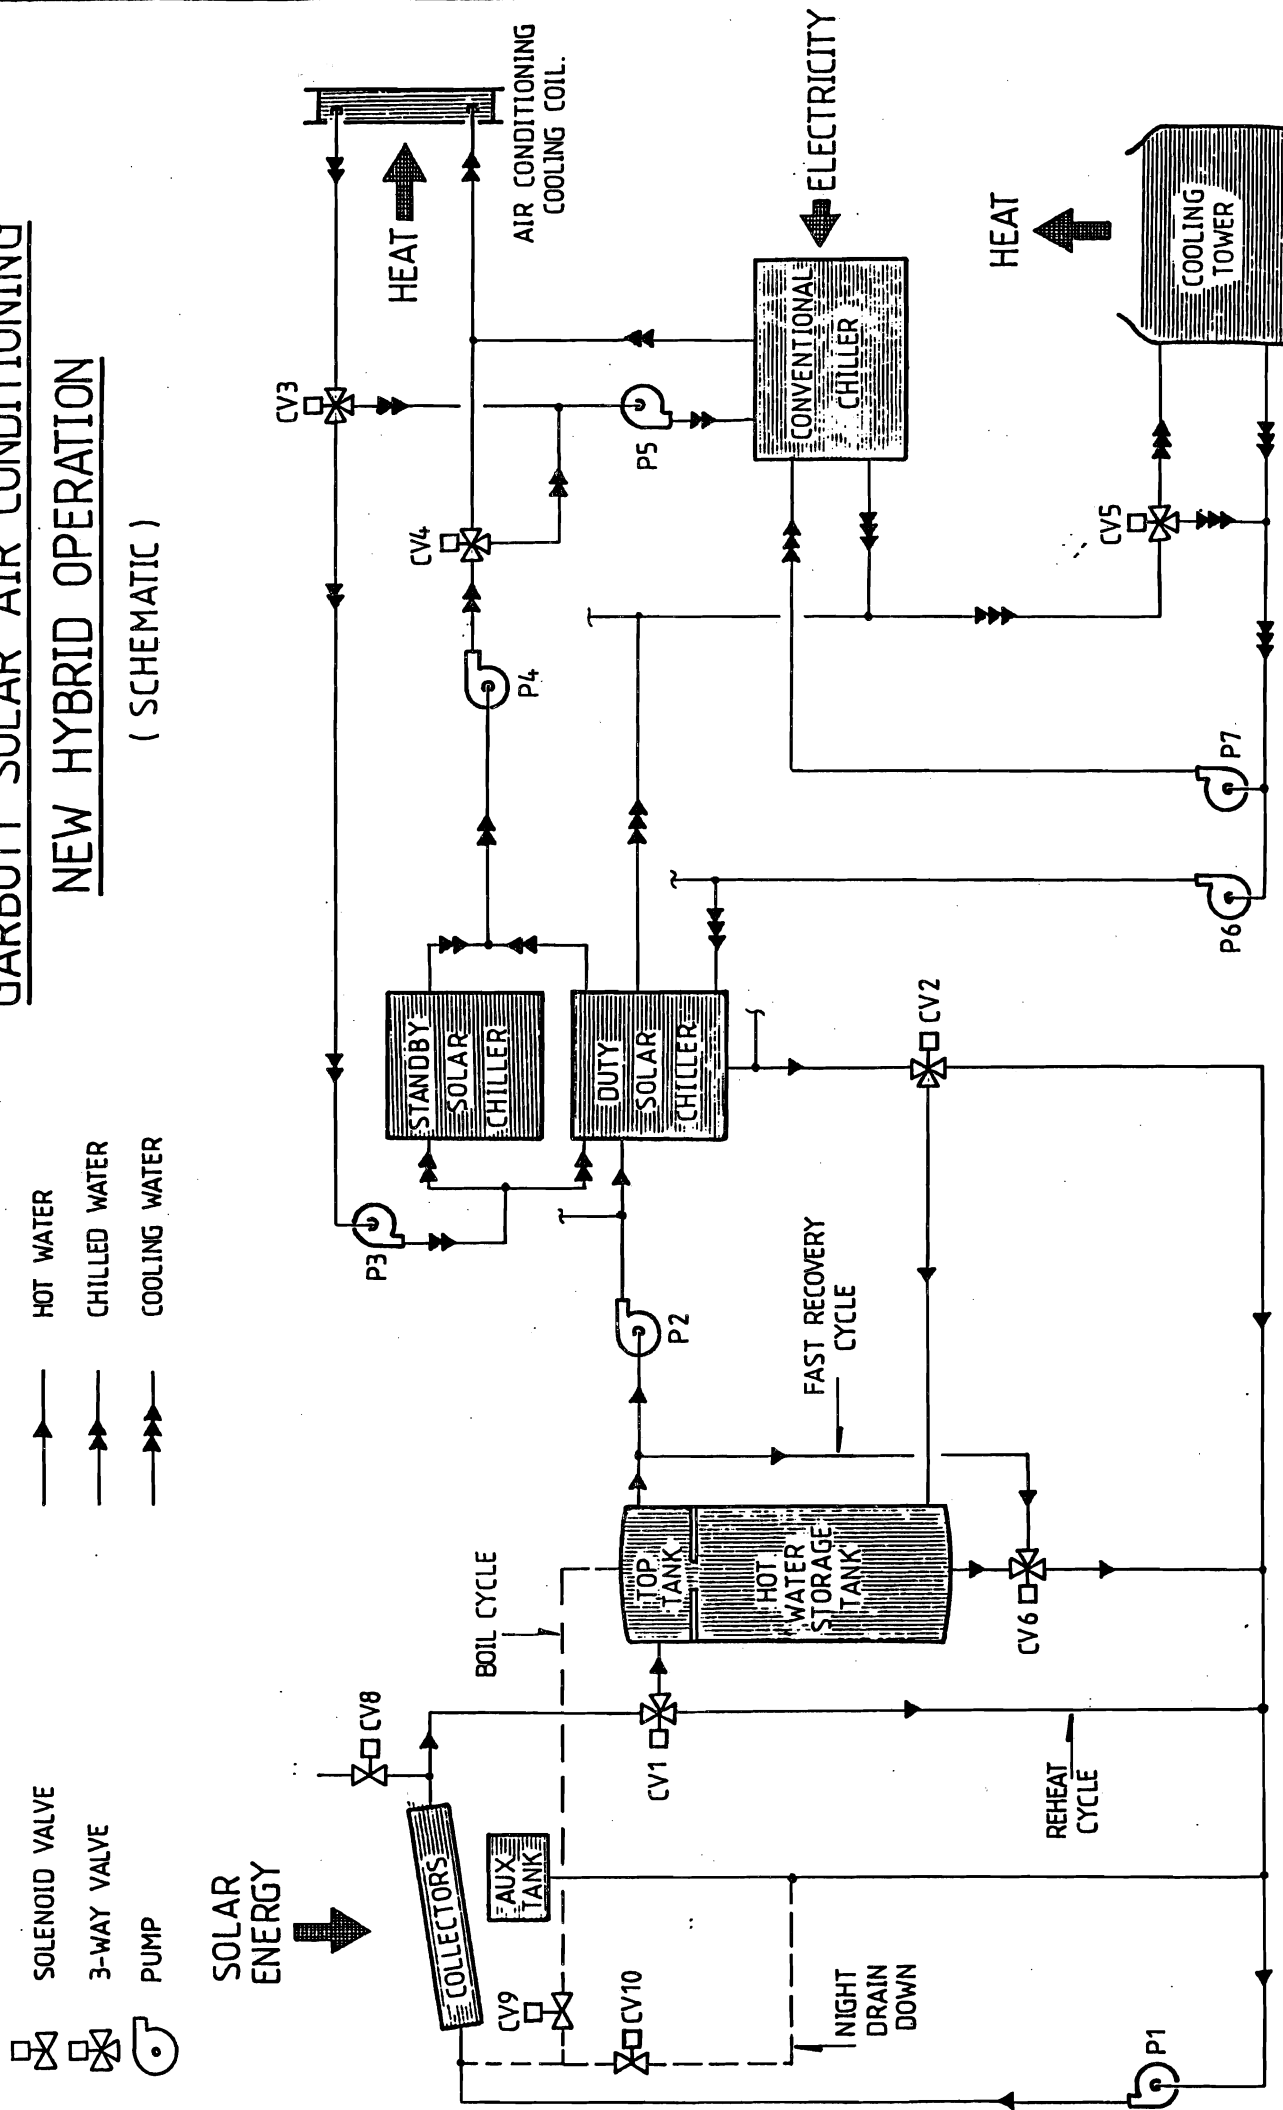 GARBUTT SOLAR AIR CONDITIONING
NEW HYBRID OPERATION
( SCHEMATIC )
SOLENOID VALVE
3-WAY VALVE
PUMP
HOT WATER
CHILLED WATER
COOLING WATER
SOLAR
ENERGY
COLLECTORS
CV8
AUX
TANK
CV9
CV10
NIGHT
DRAIN
DOWN
P1
BOIL CYCLE
CV1
REHEAT
CYCLE
TOP
TANK
HOT
WATER
STORAGE
TANK
CV6
FAST RECOVERY
CYCLE
P2
P3
STANDBY
SOLAR
CHILLER
DUTY
SOLAR
CHILLER
CV2
P4
CV3
CV4
P5
P6
P7
CV5
HEAT
AIR CONDITIONING
COOLING COIL.
CONVENTIONAL
CHILLER
ELECTRICITY
HEAT
COOLING
TOWER